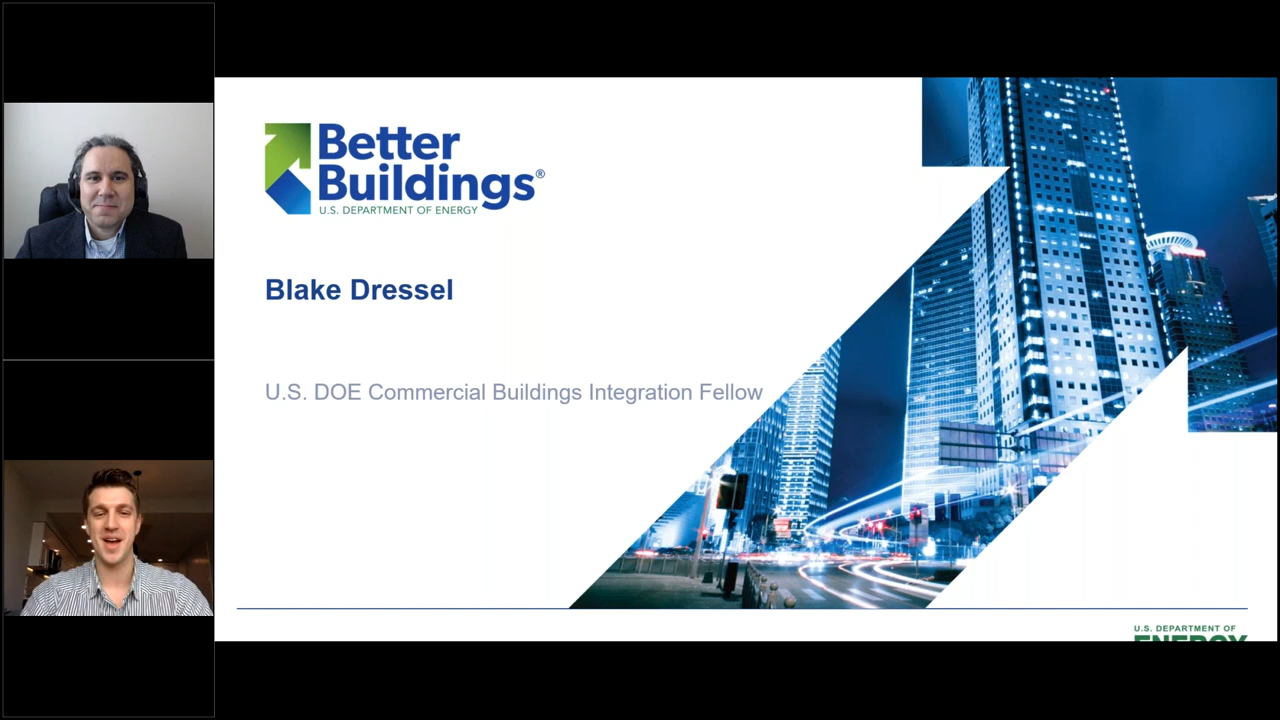 Better
Buildings®
U.S. DEPARTMENT OF ENERGY
Blake Dressel
U.S. DOE Commercial Buildings Integration Fellow
U.S. DEPARTMENT OF
ENERGY